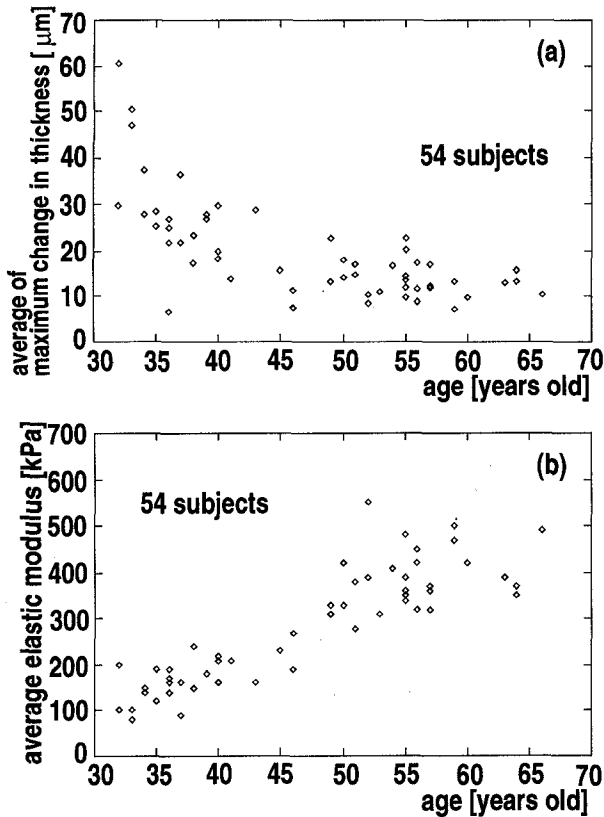 average of
maximum change in thickness [ μm]
70
60
50
40
30
20
10
0
(a)
54 subjects
30 35 40 45 50 55 60 65 70
age [years old]
average elastic modulus [kPa]
700
600
500
400
300
200
100
0
(b)
54 subjects
30 35 40 45 50 55 60 65 70
age [years old]